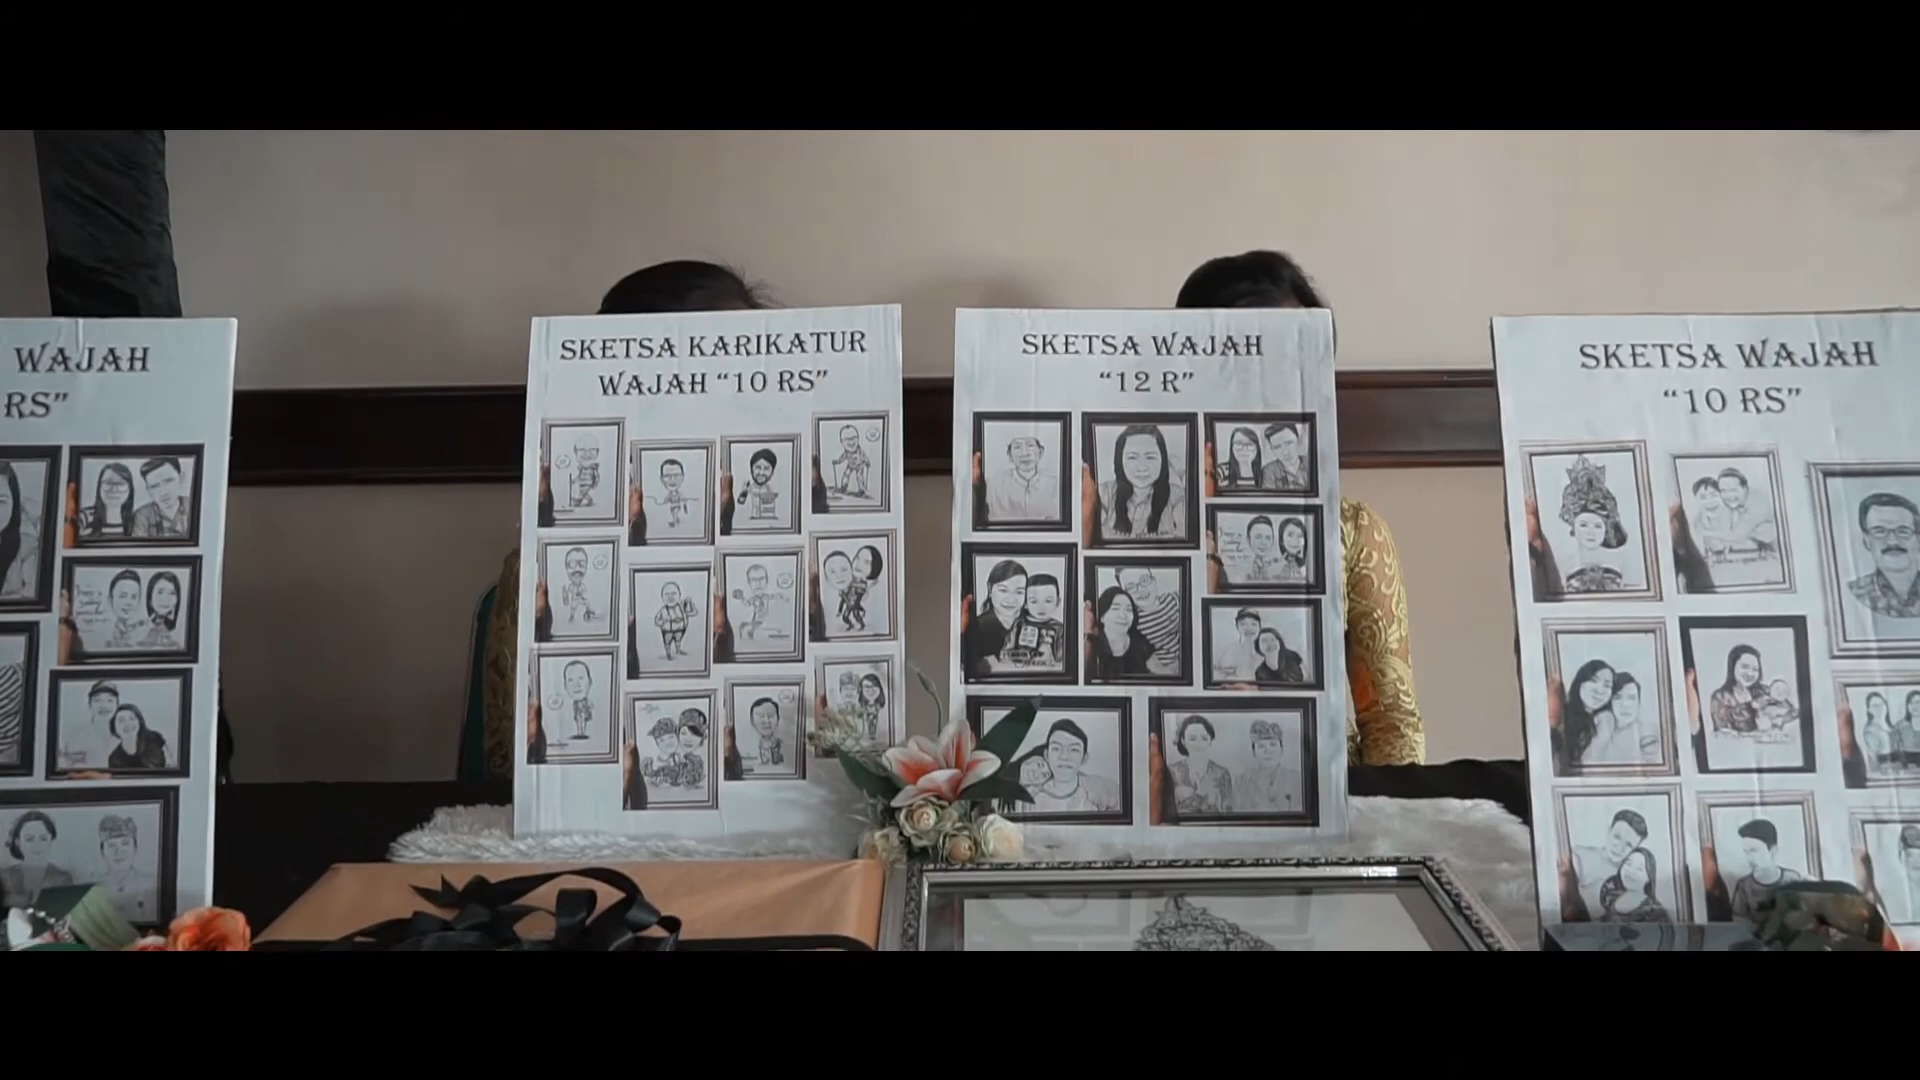 WAJAH
RS”
SKETSA KARIKATUR
WAJAH “10 RS”
SKETSA WAJAH
“12 R”
SKETSA WAJAH
“10 RS”